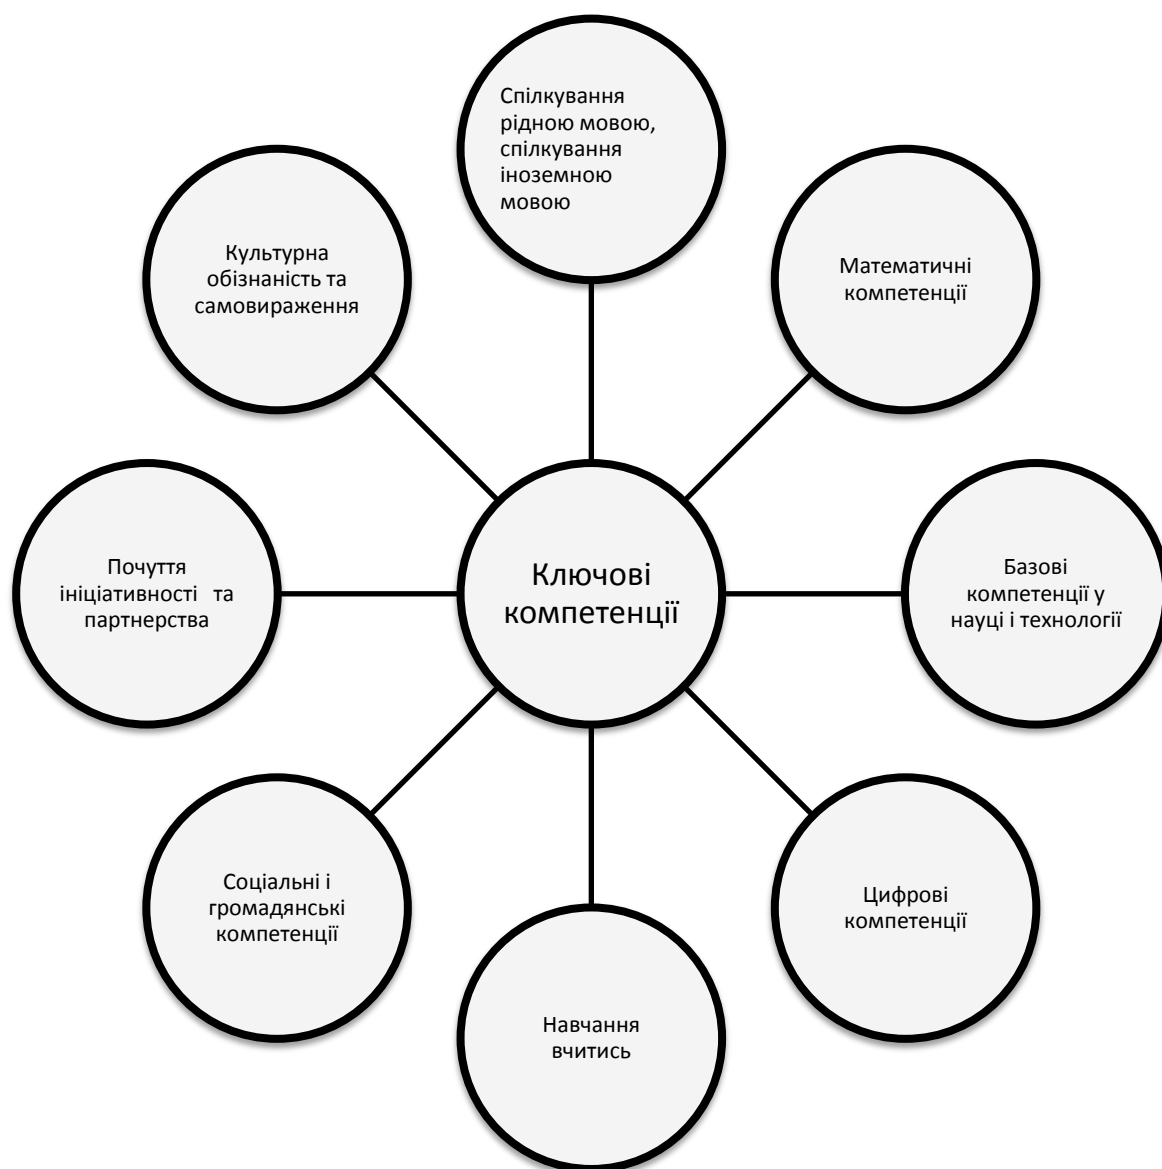 Спілкування
рідною мовою,
спілкування
іноземною
мовою
Математичні
компетенції
Базові
компетенції у
науці і технології
Цифрові
компетенції
Навчання
вчитись
Соціальні і
громадянські
компетенції
Почуття
ініціативності та
партнерства
Культурна
обізнаність та
самовираження
Ключові
компетенції